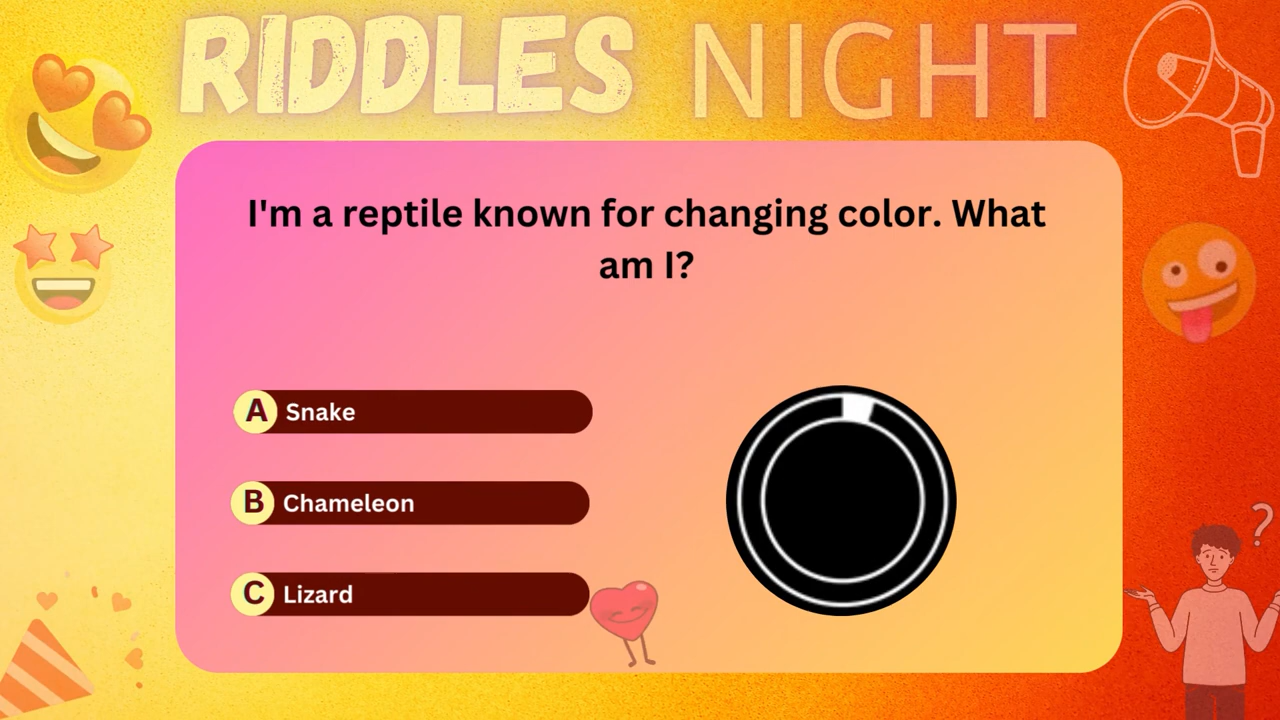 RIDDLES NIGHT
I'm a reptile known for changing color. What
am I?
A Snake
B Chameleon
C Lizard
?